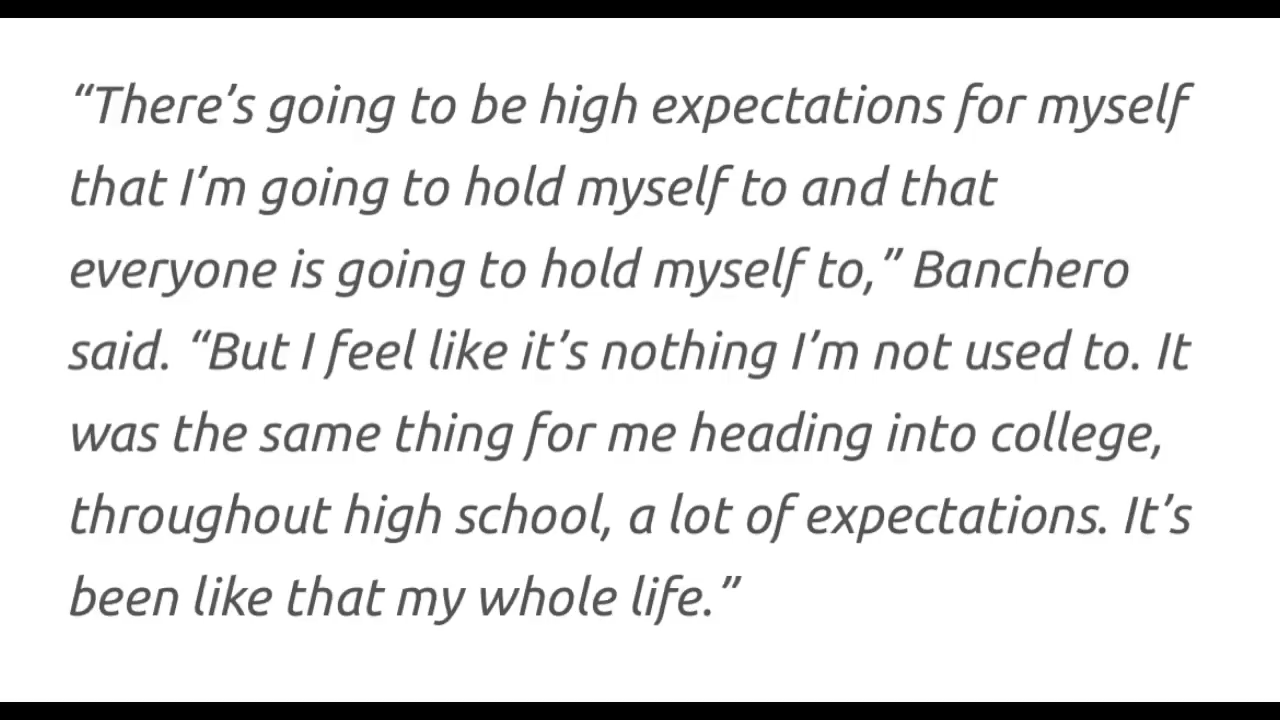 “There’s going to be high expectations for myself
that I’m going to hold myself to and that
everyone is going to hold myself to,” Banchero
said. “But I feel like it’s nothing I’m not used to. It
was the same thing for me heading into college,
throughout high school, a lot of expectations. It’s
been like that my whole life.”